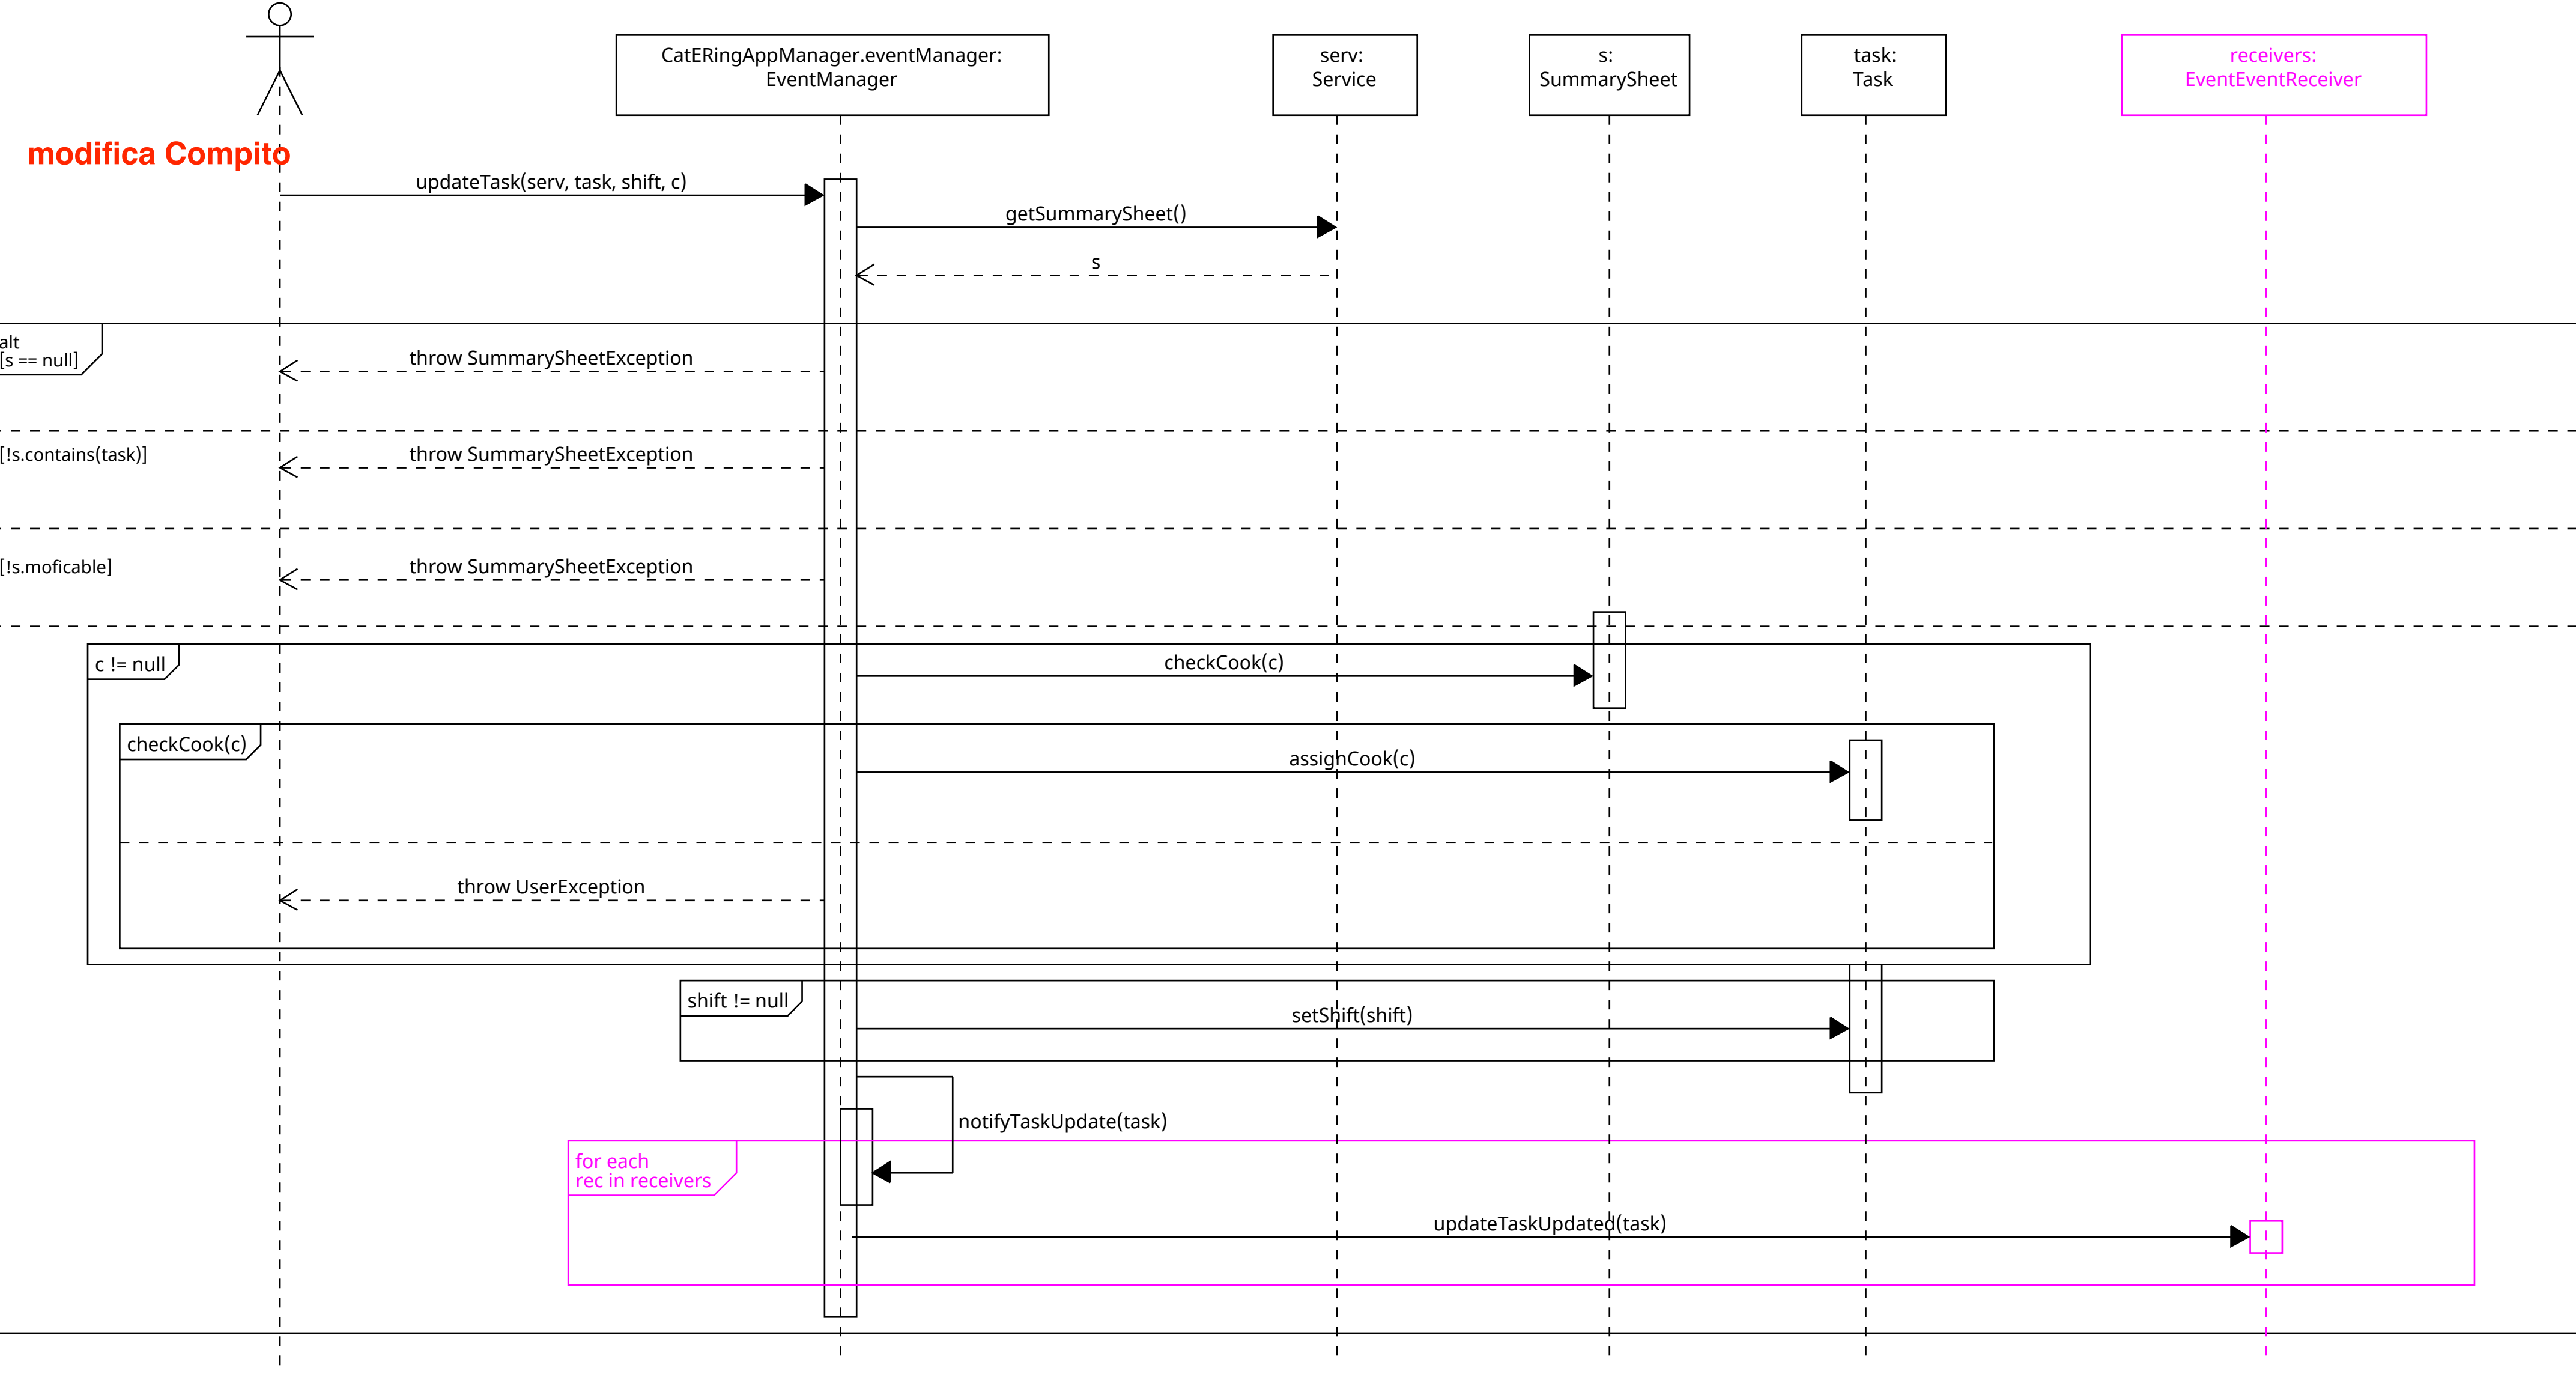 CatERingAppManager.eventManager:
EventManager
serv:
Service
s:
SummarySheet
task:
Task
receivers:
EventEventReceiver
modifica Compito
updateTask(serv, task, shift, c)
getSummarySheet()
s
alt
[s == null]
throw SummarySheetException
[!s.contains(task)]
throw SummarySheetException
[!s.moficable]
throw SummarySheetException
c != null
checkCook(c)
checkCook(c)
assignCook(c)
throw UserException
shift != null
setShift(shift)
notifyTaskUpdate(task)
for each
rec in receivers
updateTaskUpdated(task)